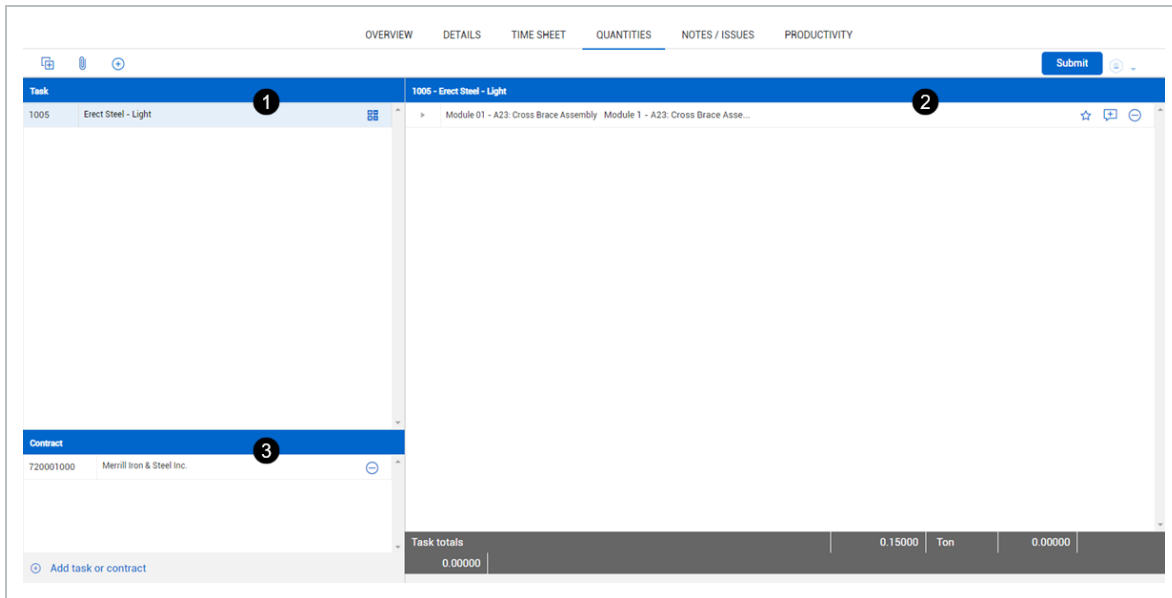 OVERVIEW DETAILS TIME SHEET QUANTITIES NOTES / ISSUES PRODUCTIVITY
Submit
Task 1
1005 Erect Steel - Light
1005 - Erect Steel - Light 2
Module 01 - A23: Cross Brace Assembly Module 1 - A23: Cross Brace Asse...
Contract 3
720001000 Merrill Iron & Steel Inc.
Add task or contract
Task totals 0.15000 Ton 0.00000
0.00000